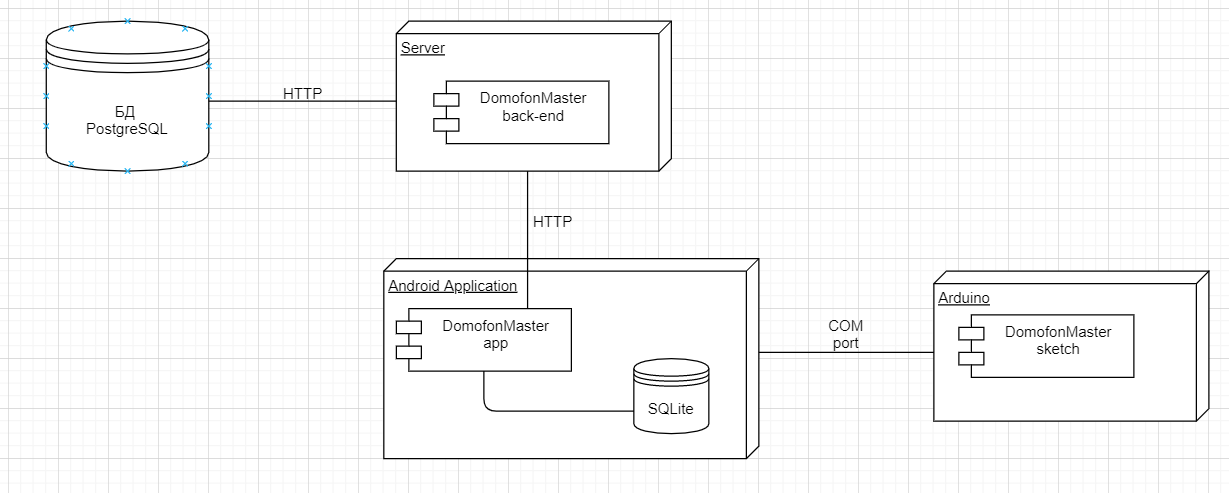 Server
DomofonMaster
back-end
HTTP
БД
PostgreSQL
HTTP
Android Application
DomofonMaster
app
SQLite
COM
port
Arduino
DomofonMaster
sketch